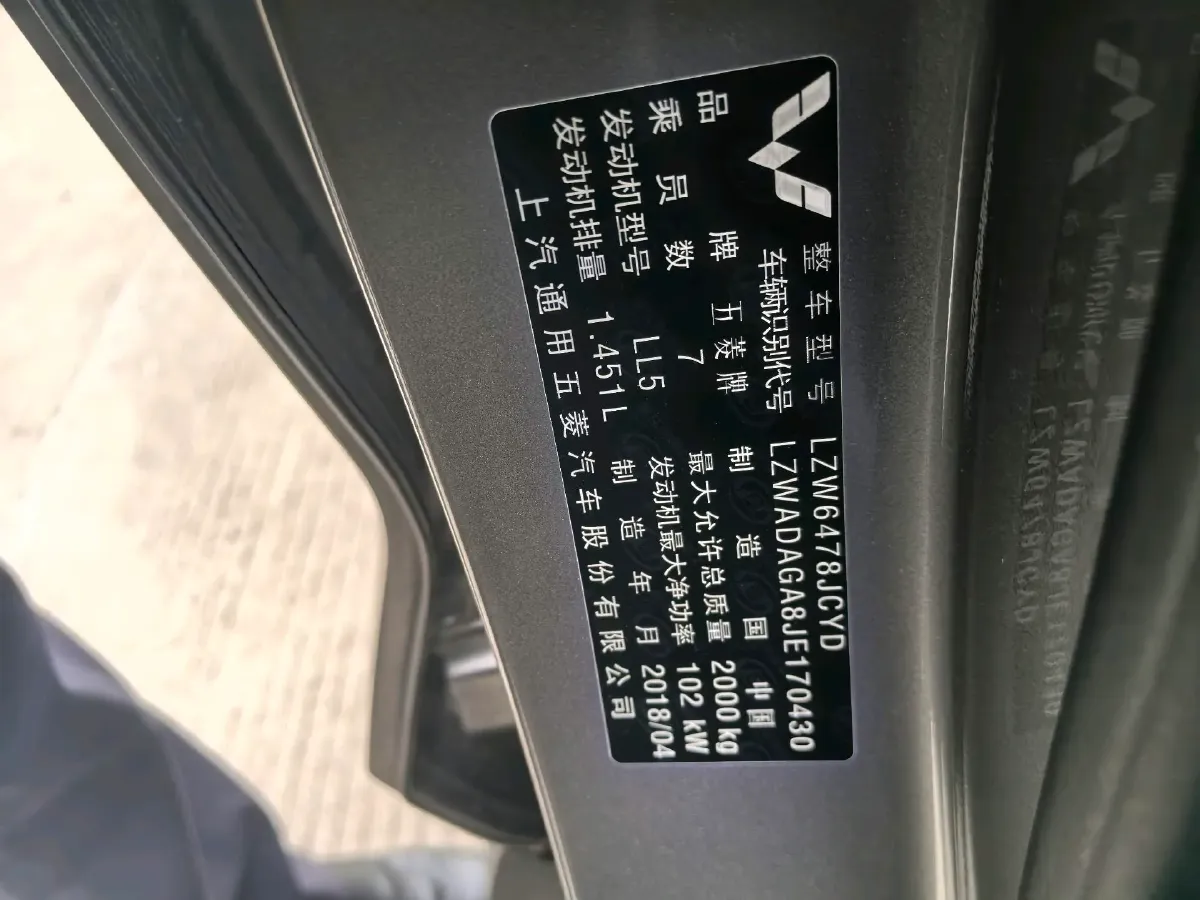 整车型号 LZW6478JCYD
车辆识别代号 LZWADAGA8JE170430
品牌 五菱牌 制造国 中国
乘员数 7 最大允许总质量 2000kg
发动机型号 LL5 发动机最大净功率 102 kW
发动机排量 1.451L 制造年月 2018/04
上汽通用五菱汽车股份有限公司